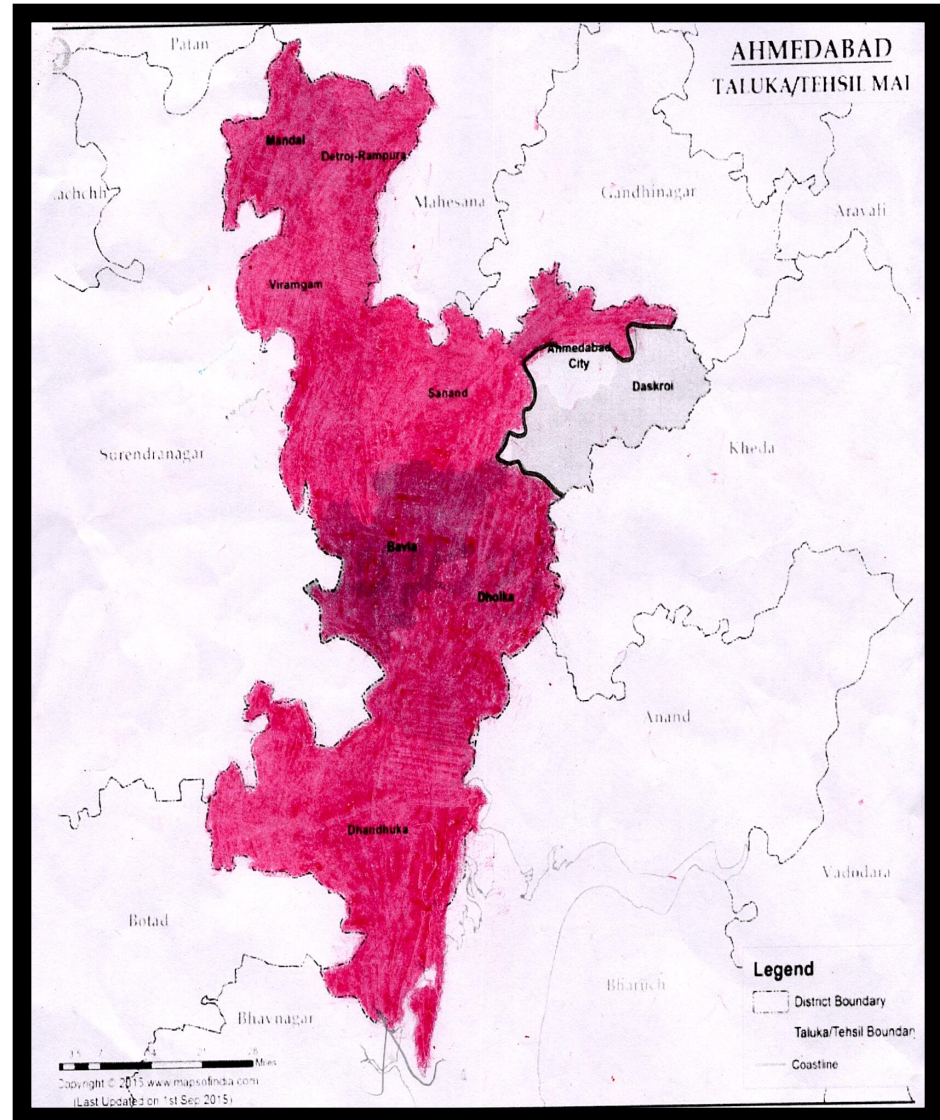 AHMEDABAD
TALUKA/TEHSIL MAI
Patan
Mandal
Detroj-Rampura
achchh
Mahesana
Gandhinagar
Aravali
Viramgam
Ahmedabad
City
Daskroi
Sanand
Surendranagar
Kheda
Bavla
Dholka
Anand
Dhandhuka
Vadodara
Botad
Bharuch
Bhavnagar
Legend
District Boundary
Taluka/Tehsil Boundar
Coastline
Miles
Copyright © 2015 www.mapsofindia.com
(Last Updated on 1st Sep 2015)